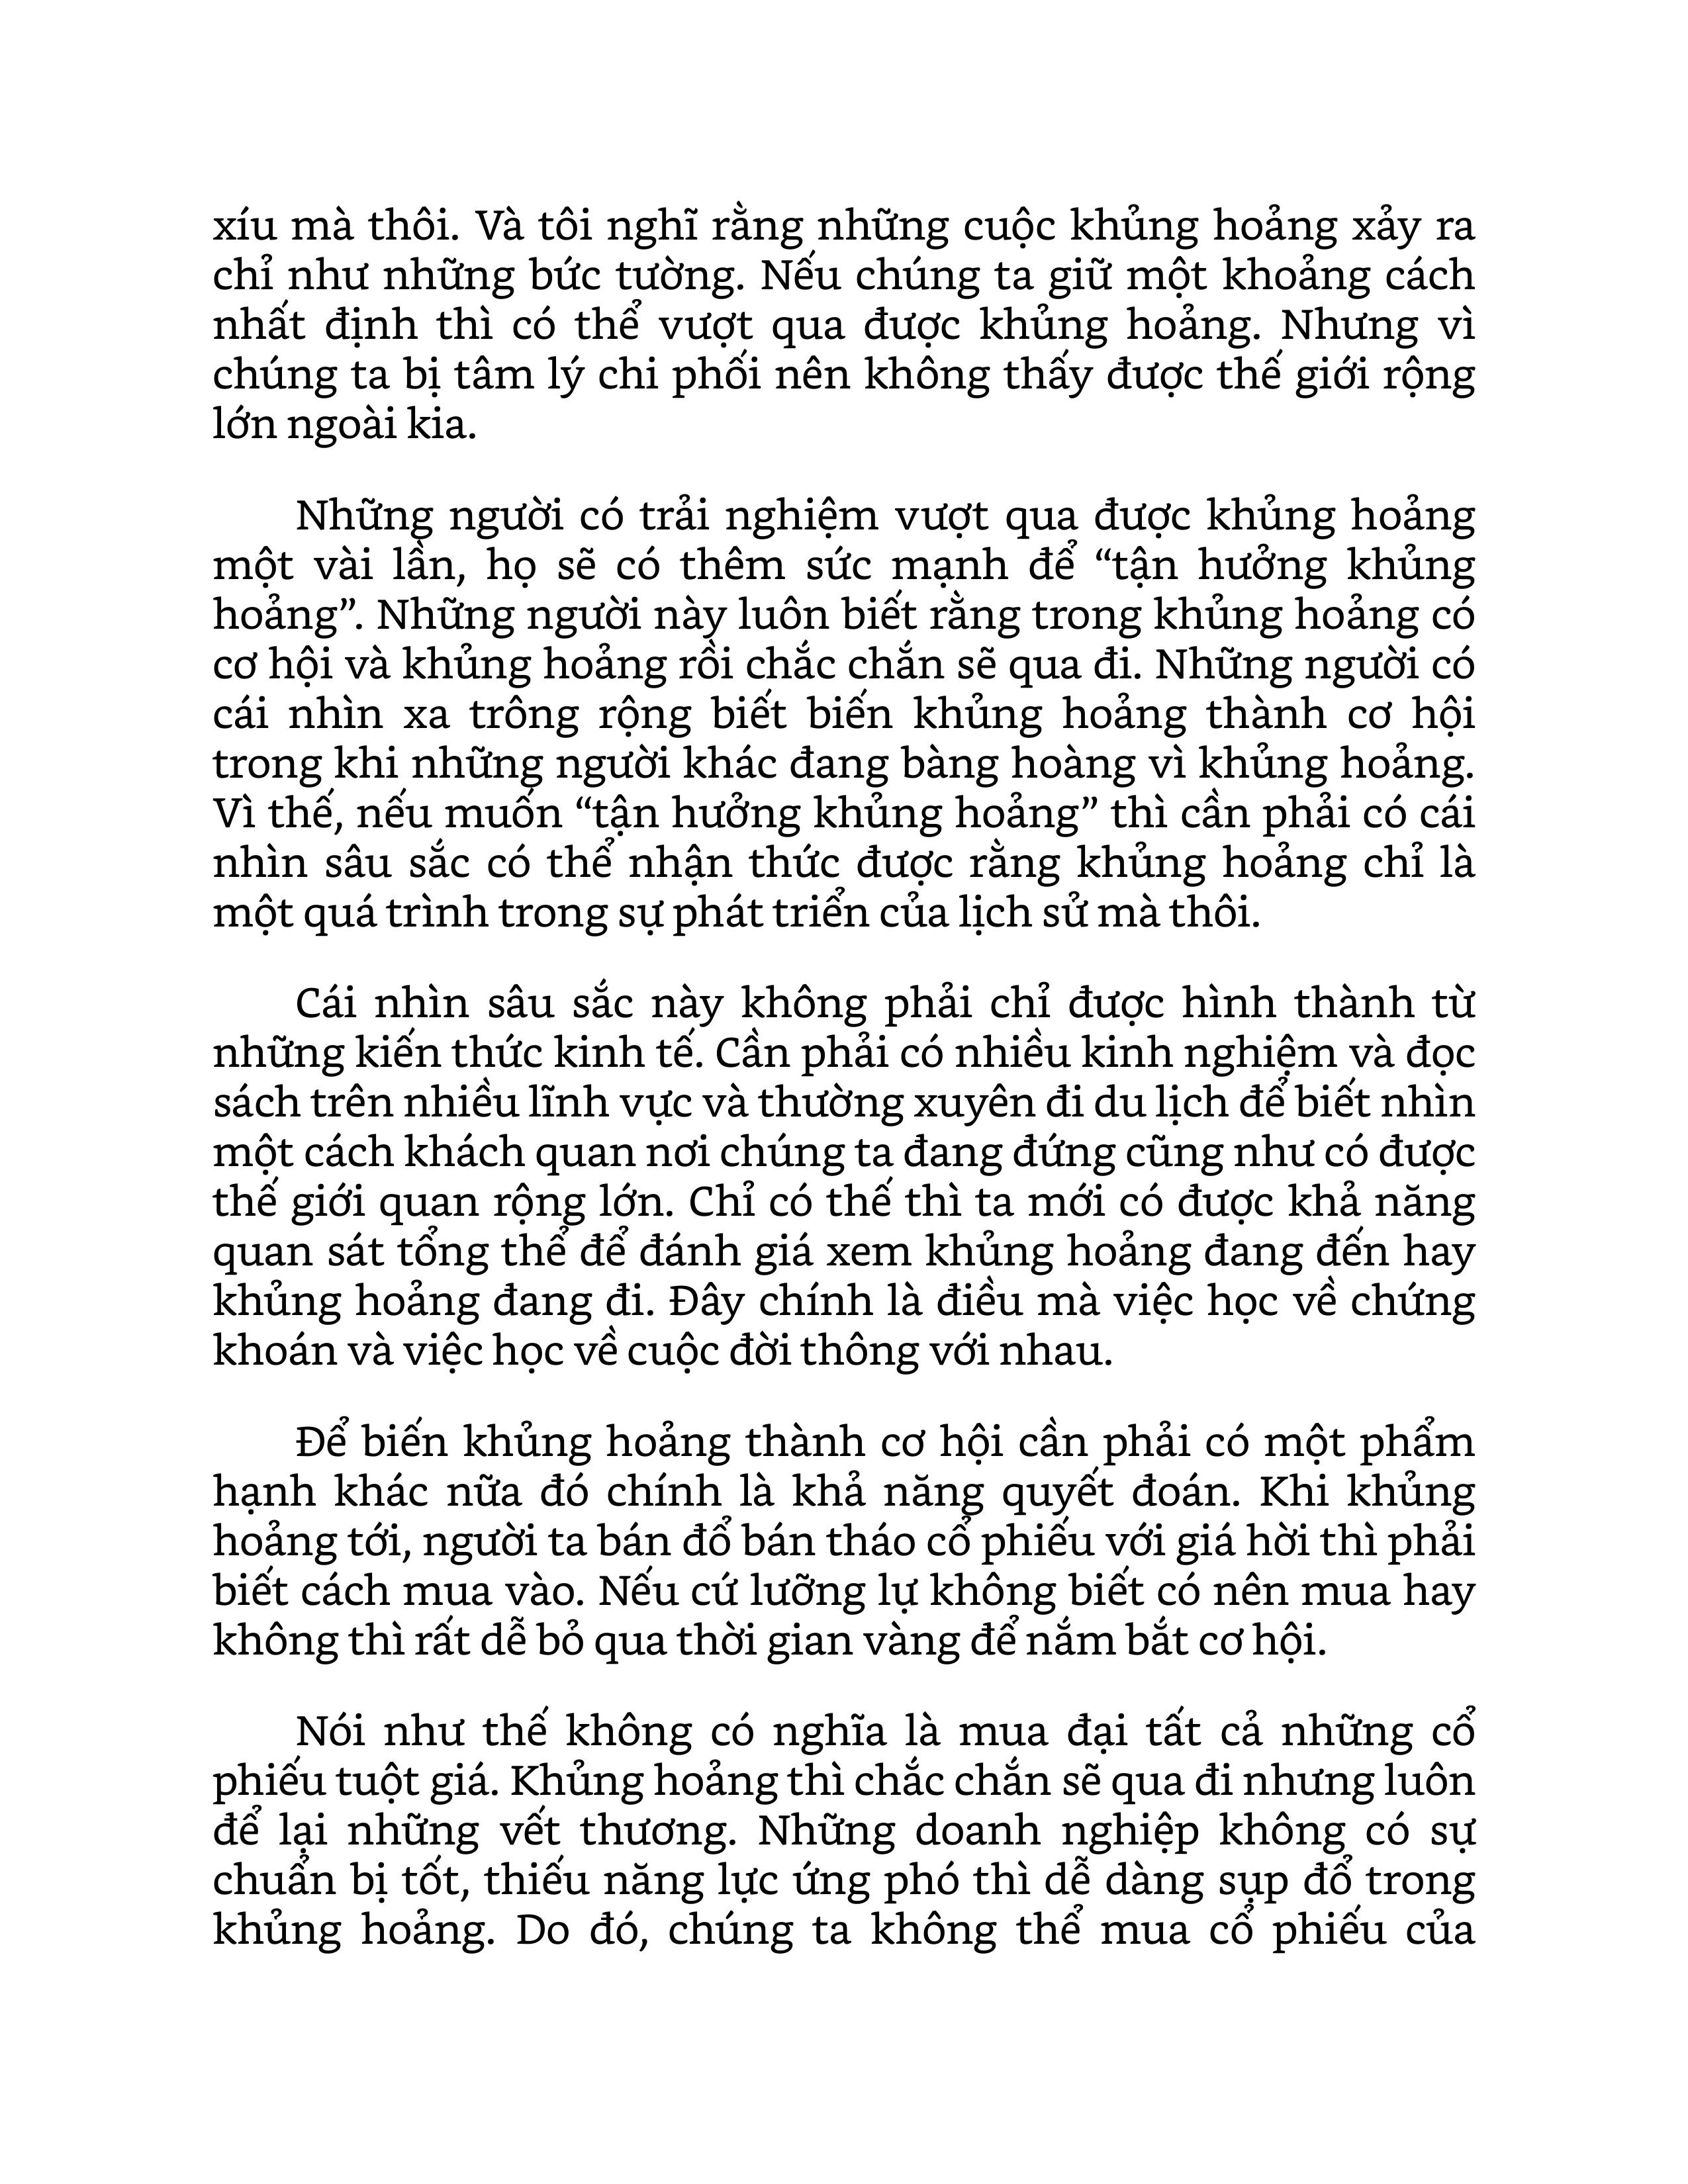 xíu mà thôi. Và tôi nghĩ rằng những cuộc khủng hoảng xảy ra
chỉ như những bức tường. Nếu chúng ta giữ một khoảng cách
nhất định thì có thể vượt qua được khủng hoảng. Nhưng vì
chúng ta bị tâm lý chi phối nên không thấy được thế giới rộng
lớn ngoài kia.
Những người có trải nghiệm vượt qua được khủng hoảng
một vài lần, họ sẽ có thêm sức mạnh để “tận hưởng khủng
hoảng”. Những người này luôn biết rằng trong khủng hoảng có
cơ hội và khủng hoảng rồi chắc chắn sẽ qua đi. Những người có
cái nhìn xa trông rộng biết biến khủng hoảng thành cơ hội
trong khi những người khác đang bàng hoàng vì khủng hoảng.
Vì thế, nếu muốn “tận hưởng khủng hoảng” thì cần phải có cái
nhìn sâu sắc có thể nhận thức được rằng khủng hoảng chỉ là
một quá trình trong sự phát triển của lịch sử mà thôi.
Cái nhìn sâu sắc này không phải chỉ được hình thành từ
những kiến thức kinh tế. Cần phải có nhiều kinh nghiệm và đọc
sách trên nhiều lĩnh vực và thường xuyên đi du lịch để biết nhìn
một cách khách quan nơi chúng ta đang đứng cũng như có được
thế giới quan rộng lớn. Chỉ có thế thì ta mới có được khả năng
quan sát tổng thể để đánh giá xem khủng hoảng đang đến hay
khủng hoảng đang đi. Đây chính là điều mà việc học về chứng
khoán và việc học về cuộc đời thông với nhau.
Để biến khủng hoảng thành cơ hội cần phải có một phẩm
hạnh khác nữa đó chính là khả năng quyết đoán. Khi khủng
hoảng tới, người ta bán đổ bán tháo cổ phiếu với giá hời thì phải
biết cách mua vào. Nếu cứ lưỡng lự không biết có nên mua hay
không thì rất dễ bỏ qua thời gian vàng để nắm bắt cơ hội.
Nói như thế không có nghĩa là mua đại tất cả những cổ
phiếu tuột giá. Khủng hoảng thì chắc chắn sẽ qua đi nhưng luôn
để lại những vết thương. Những doanh nghiệp không có sự
chuẩn bị tốt, thiếu năng lực ứng phó thì dễ dàng sụp đổ trong
khủng hoảng. Do đó, chúng ta không thể mua cổ phiếu của